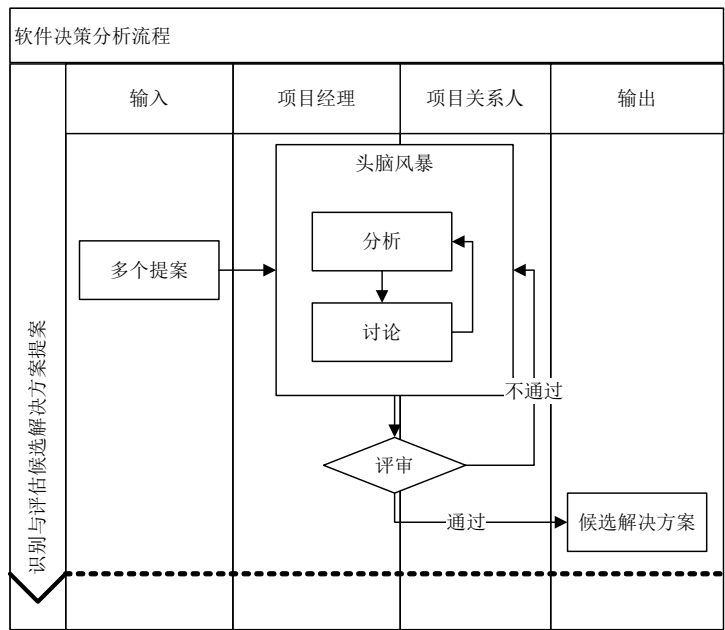 软件决策分析流程
输入
项目经理
项目关系人
输出
头脑风暴
分析
多个提案
讨论
不通过
评审
通过
候选解决方案
识别与评估候选解决方案提案